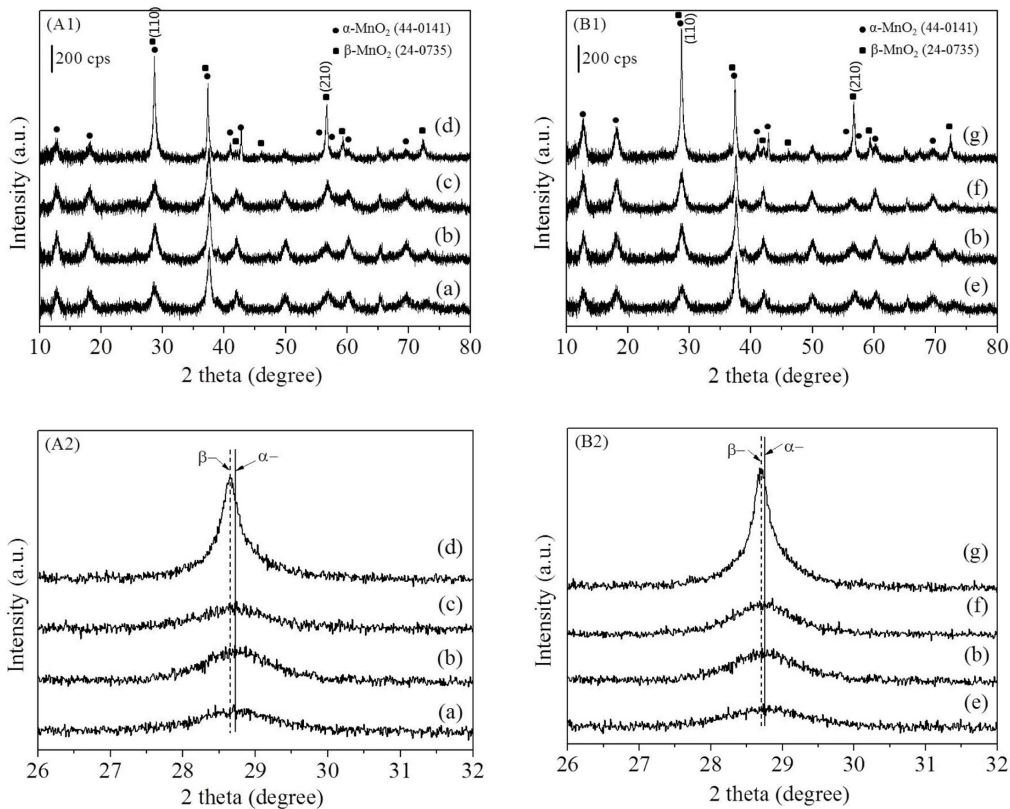 (A1)
200 cps
(110)
● α-MnO₂ (44-0141)
■ β-MnO₂ (24-0735)
(210)
(d)
(c)
(b)
(a)
Intensity (a.u.)
10 20 30 40 50 60 70 80
2 theta (degree)
(B1)
200 cps
(110)
● α-MnO₂ (44-0141)
■ β-MnO₂ (24-0735)
(210)
(g)
(f)
(b)
(e)
Intensity (a.u.)
10 20 30 40 50 60 70 80
2 theta (degree)
(A2)
β– α–
(d)
(c)
(b)
(a)
Intensity (a.u.)
26 27 28 29 30 31 32
2 theta (degree)
(B2)
β– α–
(g)
(f)
(b)
(e)
Intensity (a.u.)
26 27 28 29 30 31 32
2 theta (degree)